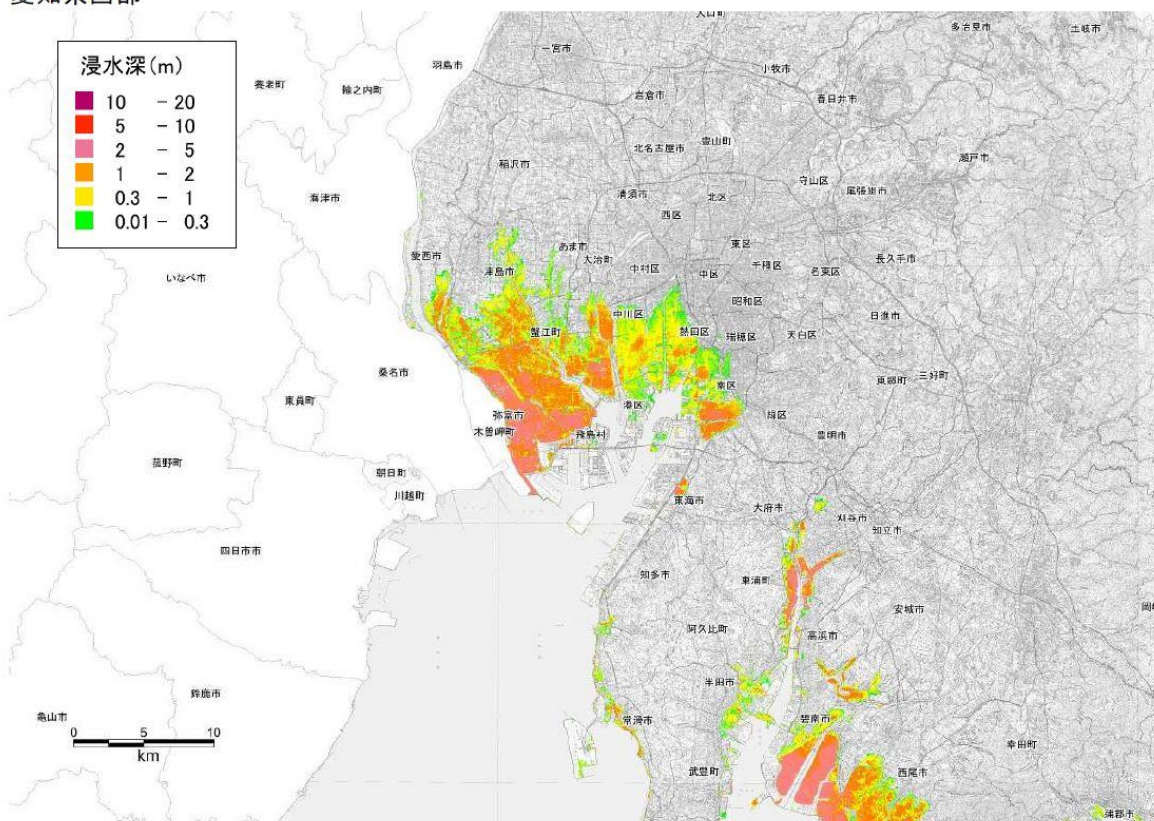 浸水深(m)
10 - 20
5 - 10
2 - 5
1 - 2
0.3 - 1
0.01 - 0.3
大口町
多治見市
土岐市
一宮市
羽島市
小牧市
養老町
輪之内町
岩倉市
春日井市
豊山町
北名古屋市
瀬戸市
稲沢市
守山区
尾張旭市
清須市
北区
海津市
西区
あま市
東区
愛西市
大治町
長久手市
千種区
名東区
津島市
中村区
中区
いなべ市
昭和区
中川区
日進市
蟹江町
熱田区
瑞穂区
天白区
桑名市
東郷町
三好町
南区
東員町
港区
弥富市
緑区
木曽岬町
飛島村
豊明市
菰野町
朝日町
川越町
東海市
大府市
刈谷市
知立市
四日市市
知多市
東浦町
安城市
阿久比町
高浜市
半田市
鈴鹿市
亀山市
常滑市
碧南市
幸田町
武豊町
西尾市
蒲郡市
0 5 10
km